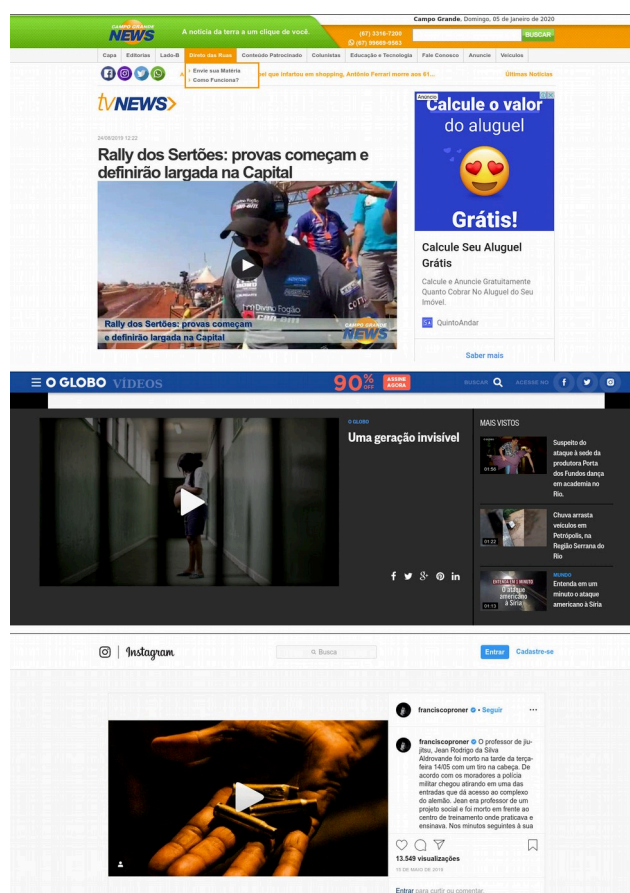 Campo Grande, Domingo, 05 de Janeiro de 2020
CAMPO GRANDE
NEWS
A notícia da terra a um clique de você.
(67) 3316-7200
(67) 99669-9563
BUSCAR
Capa Editorias Lado-B Direto das Ruas Conteúdo Patrocinado Colunistas Educação e Tecnologia Fale Conosco Anuncie Veículos
› Envie sua Matéria
› Como Funciona?
uel que infartou em shopping, Antônio Ferrari morre aos 61...
Últimas Notícias
tvNEWS>
24/08/2019 12:22
Rally dos Sertões: provas começam e
definirão largada na Capital
Rally dos Sertões: provas começam
e definirão largada na Capital
CAMPO GRANDE
NEWS
Anúncio
Calcule o valor
do aluguel
Grátis!
Calcule Seu Aluguel
Grátis
Calcule e Anuncie Gratuitamente
Quanto Cobrar No Aluguel do Seu
Imóvel.
QuintoAndar
Saber mais
O GLOBO VÍDEOS
90% OFF
ASSINE
AGORA
BUSCAR
ACESSE NO
O GLOBO
Uma geração invisível
MAIS VISTOS
01:56
Suspeito do
ataque à sede da
produtora Porta
dos Fundos dança
em academia no
Rio.
01:22
Chuva arrasta
veículos em
Petrópolis, na
Região Serrana do
Rio
ENTENDA EM 1 MINUTO
O ataque
americano
à Síria
01:13
MUNDO
Entenda em um
minuto o ataque
americano à Síria
Instagram
Busca
Entrar
Cadastre-se
franciscoproner • Seguir
franciscoproner O professor de jiu-
jitsu, Jean Rodrigo da Silva
Aldrovande foi morto na tarde da terça-
feira 14/05 com um tiro na cabeça. De
acordo com os moradores a polícia
militar chegou atirando em uma das
entradas que dá acesso ao complexo
do alemão. Jean era professor de um
projeto social e foi morto em frente ao
centro de treinamento onde praticava e
ensinava. Nos minutos seguintes à sua
13.549 visualizações
15 DE MAIO DE 2019
Entrar para curtir ou comentar.